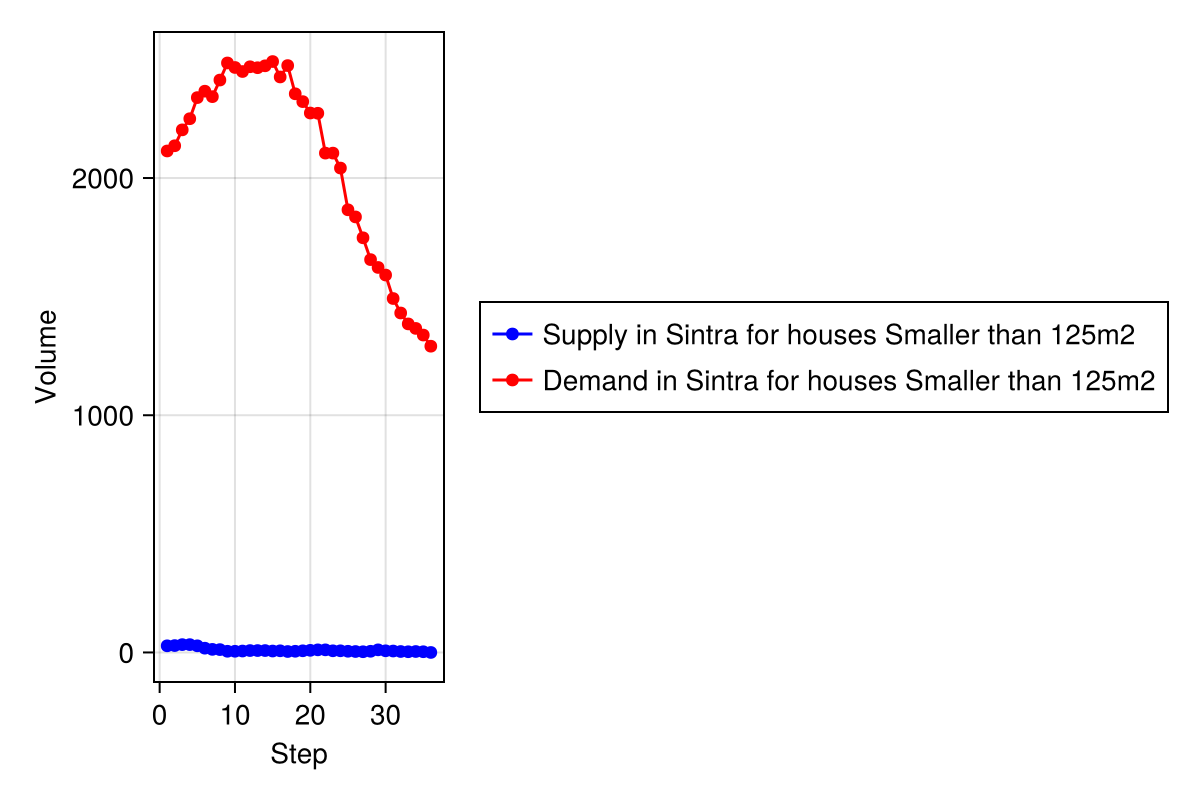 2000
1000
0
Volume
0 10 20 30
Step
Supply in Sintra for houses Smaller than 125m2
Demand in Sintra for houses Smaller than 125m2